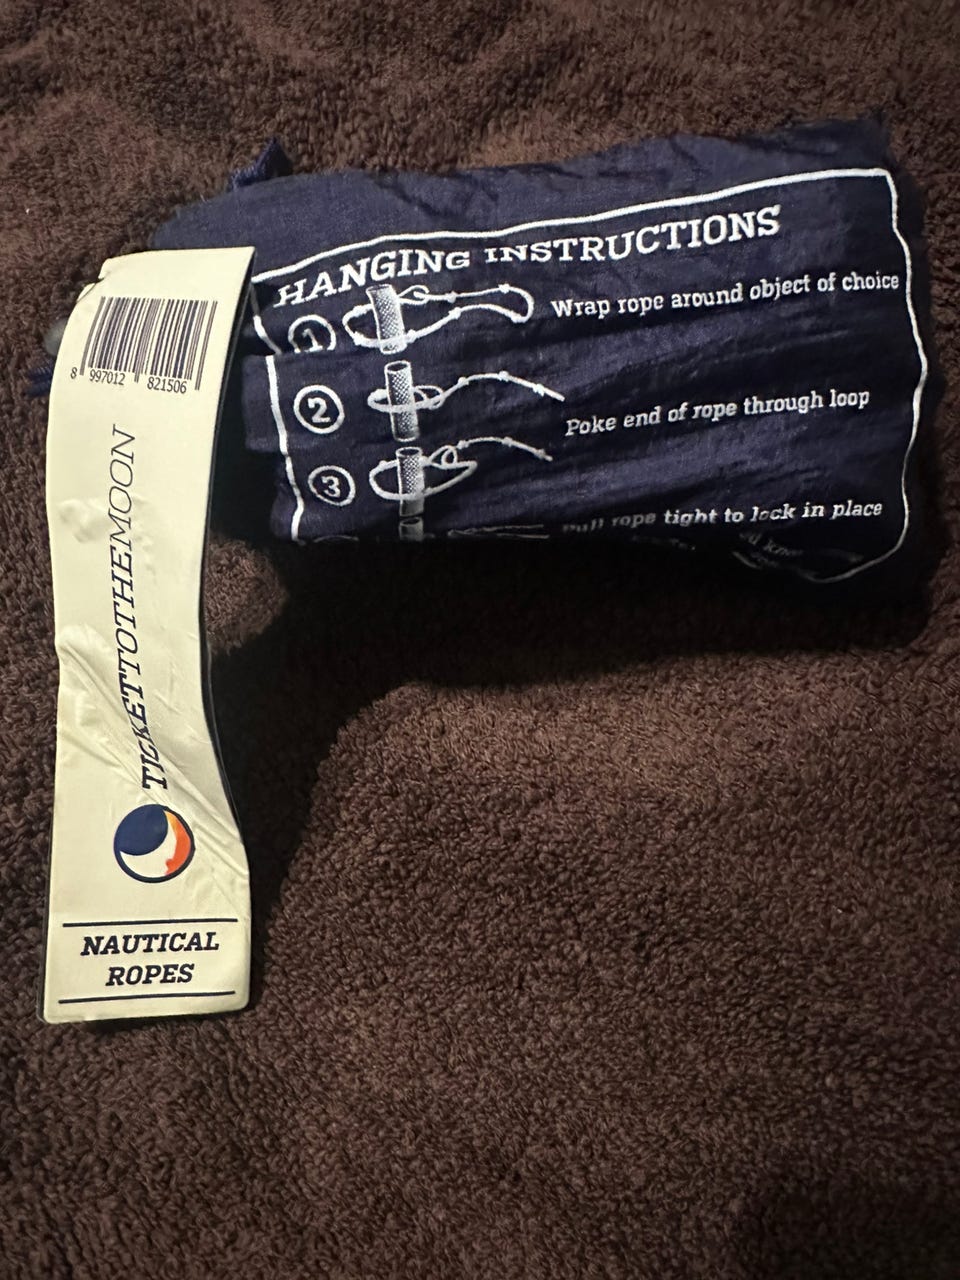 HANGING INSTRUCTIONS
1
Wrap rope around object of choice
2
Poke end of rope through loop
3
Pull rope tight to lock in place
8 997012 821506
TICKETTOTHEMOON
NAUTICAL
ROPES